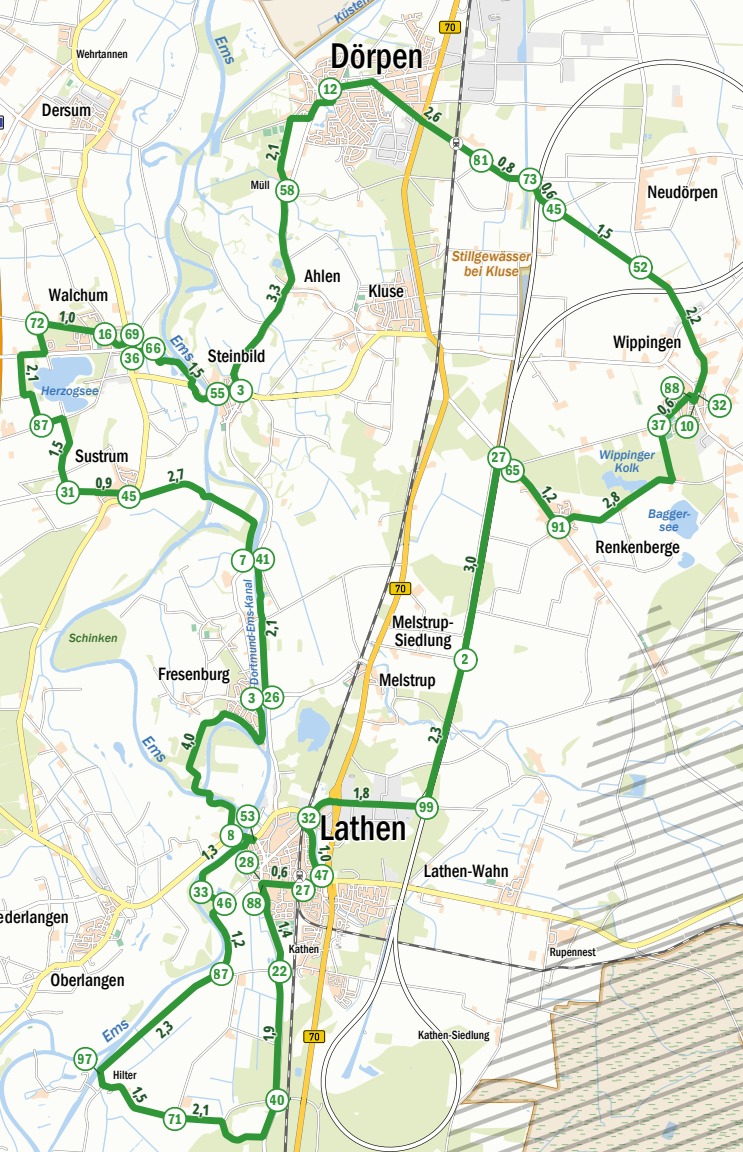 Küsten
70
Ems
Dörpen
Wehrtannen
12
Dersum
2,6
2,1
81
0,8
73
Müll
58
0,6
45
Neudörpen
1,5
Stillgewässer
bei Kluse
52
Ahlen
Kluse
3,3
Walchum
2,2
72
1,0
16
69
66
36
Ems
1,5
Steinbild
Wippingen
55
3
2,1
Herzogsee
88
0,6
32
87
37
10
1,5
Sustrum
27
65
Wippinger
Kolk
31
0,9
45
2,7
1,2
2,8
Bagger-
see
91
Renkenberge
7
41
3,0
70
Dortmund-Ems-Kanal
2,1
Melstrup-
Siedlung
Schinken
2
Fresenburg
Melstrup
3
26
4,0
Ems
2,3
1,8
99
53
32
Lathen
8
1,3
28
1,0
0,6
47
Lathen-Wahn
33
46
88
27
ederlangen
1,2
1,4
Kathen
Rupennest
Oberlangen
87
22
Ems
2,3
1,9
70
Kathen-Siedlung
97
Hilter
1,5
40
71
2,1